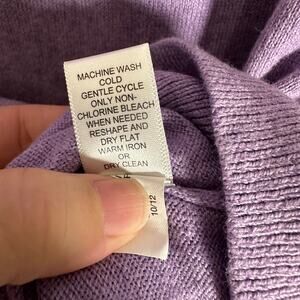 MACHINE WASH
COLD
GENTLE CYCLE
ONLY NON-
CHLORINE BLEACH
WHEN NEEDED
RESHAPE AND
DRY FLAT
WARM IRON
OR
DRY CLEAN
10/12